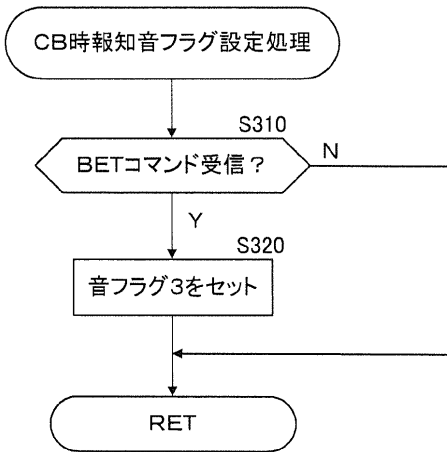 CB時報知音フラグ設定処理
S310
BETコマンド受信?
N
Y
S320
音フラグ3をセット
RET